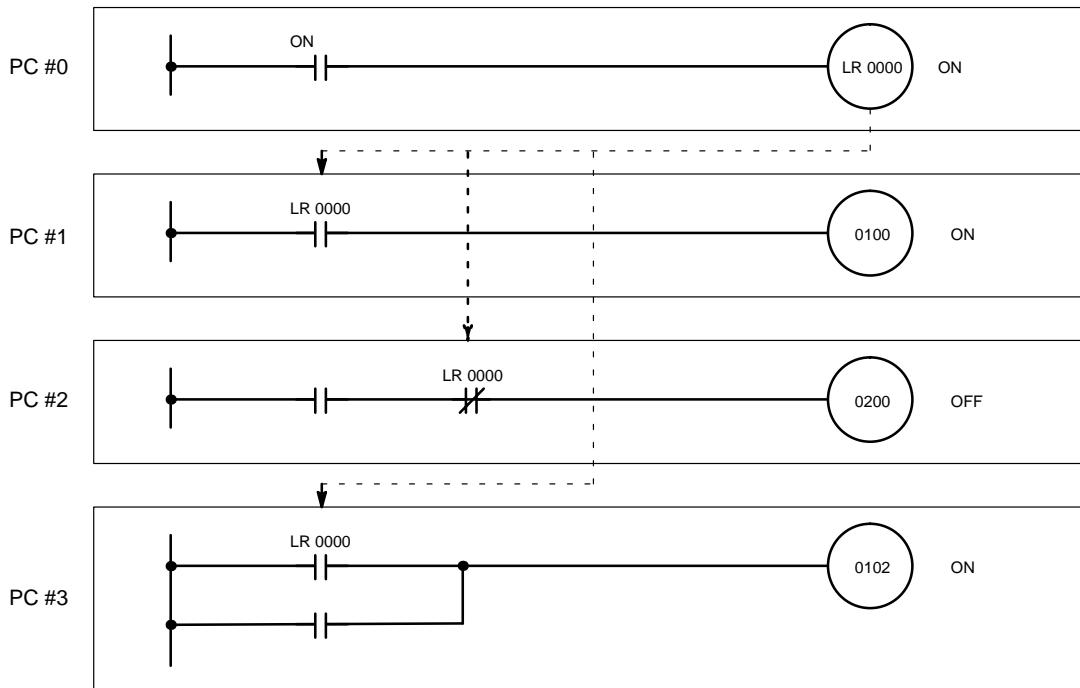 ON
PC #0
LR 0000
ON
LR 0000
PC #1
0100
ON
LR 0000
PC #2
0200
OFF
LR 0000
PC #3
0102
ON